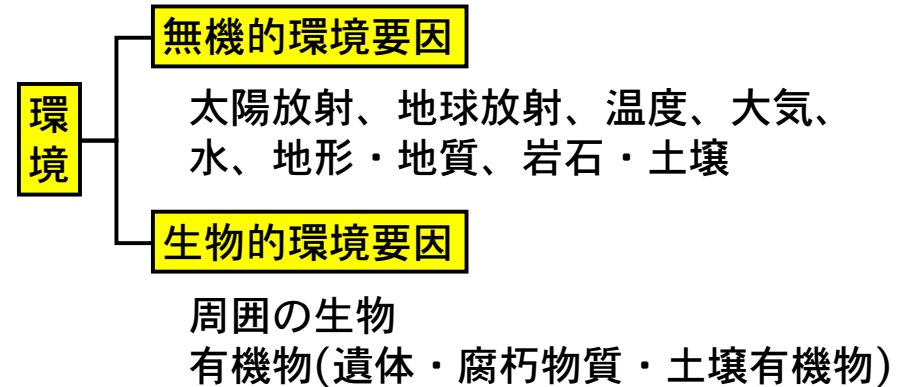 環境
無機的環境要因
太陽放射、地球放射、温度、大気、
水、地形・地質、岩石・土壌
生物的環境要因
周囲の生物
有機物(遺体・腐朽物質・土壌有機物)